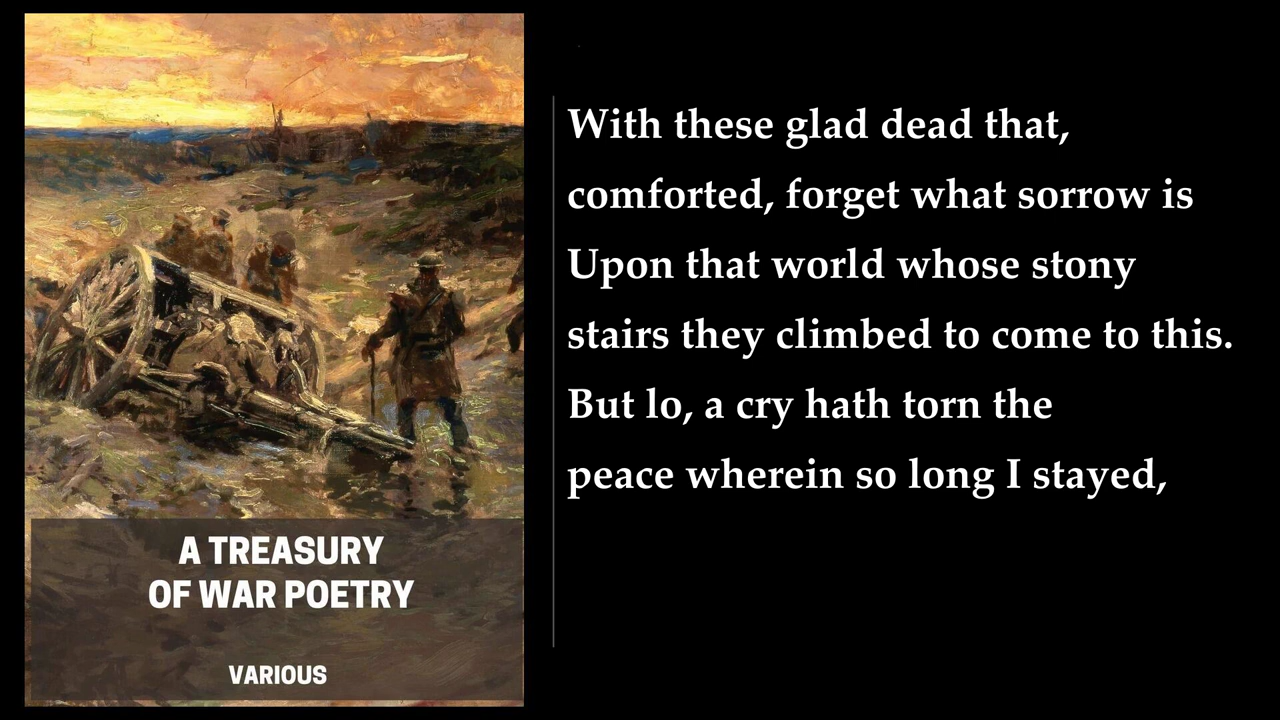 A TREASURY
OF WAR POETRY
VARIOUS
With these glad dead that,
comforted, forget what sorrow is
Upon that world whose stony
stairs they climbed to come to this.
But lo, a cry hath torn the
peace wherein so long I stayed,